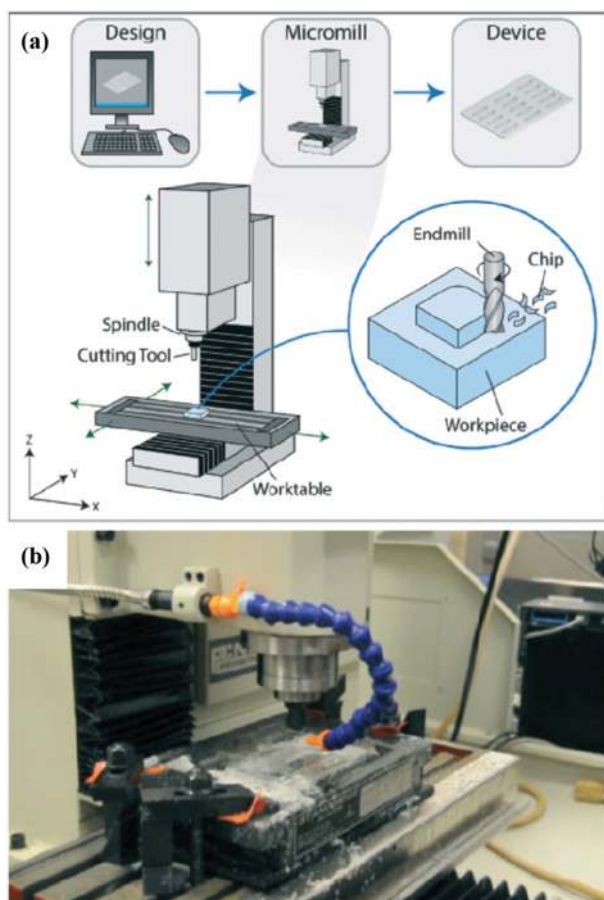 (a)
Design
Micromill
Device
Endmill
Chip
Spindle
Cutting Tool
Workpiece
Worktable
Z
Y
X
(b)